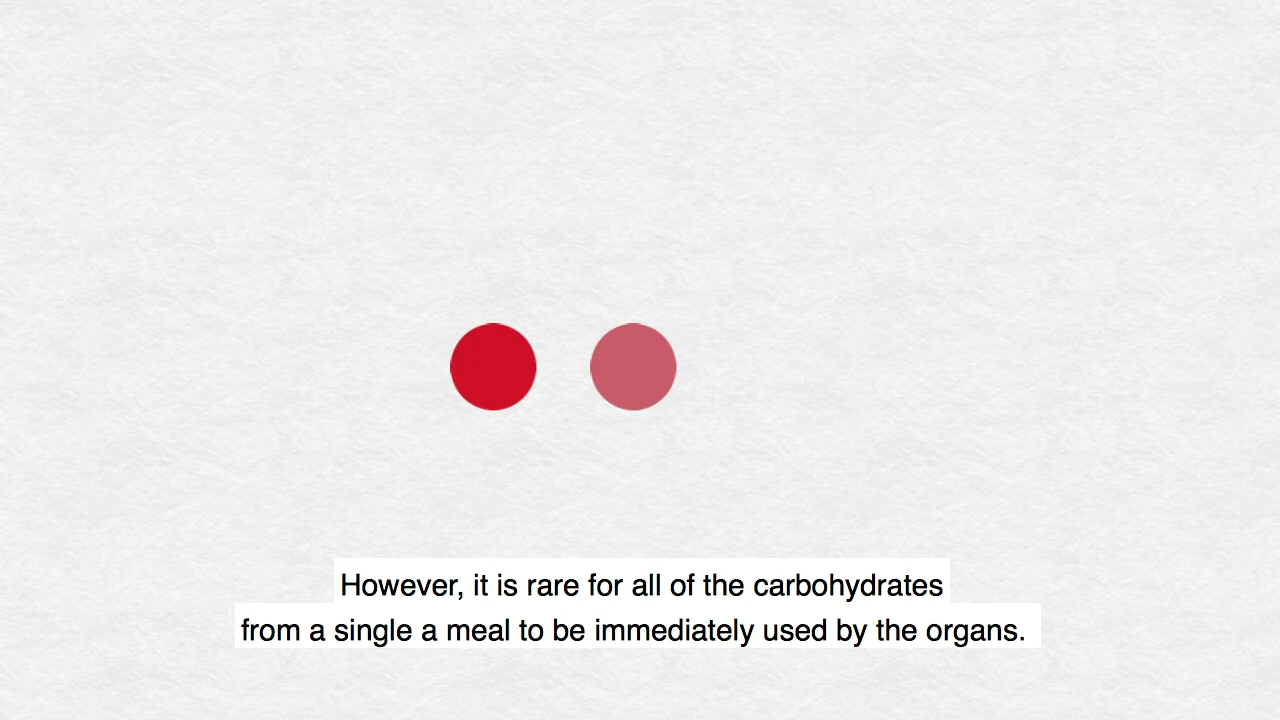 However, it is rare for all of the carbohydrates
from a single a meal to be immediately used by the organs.